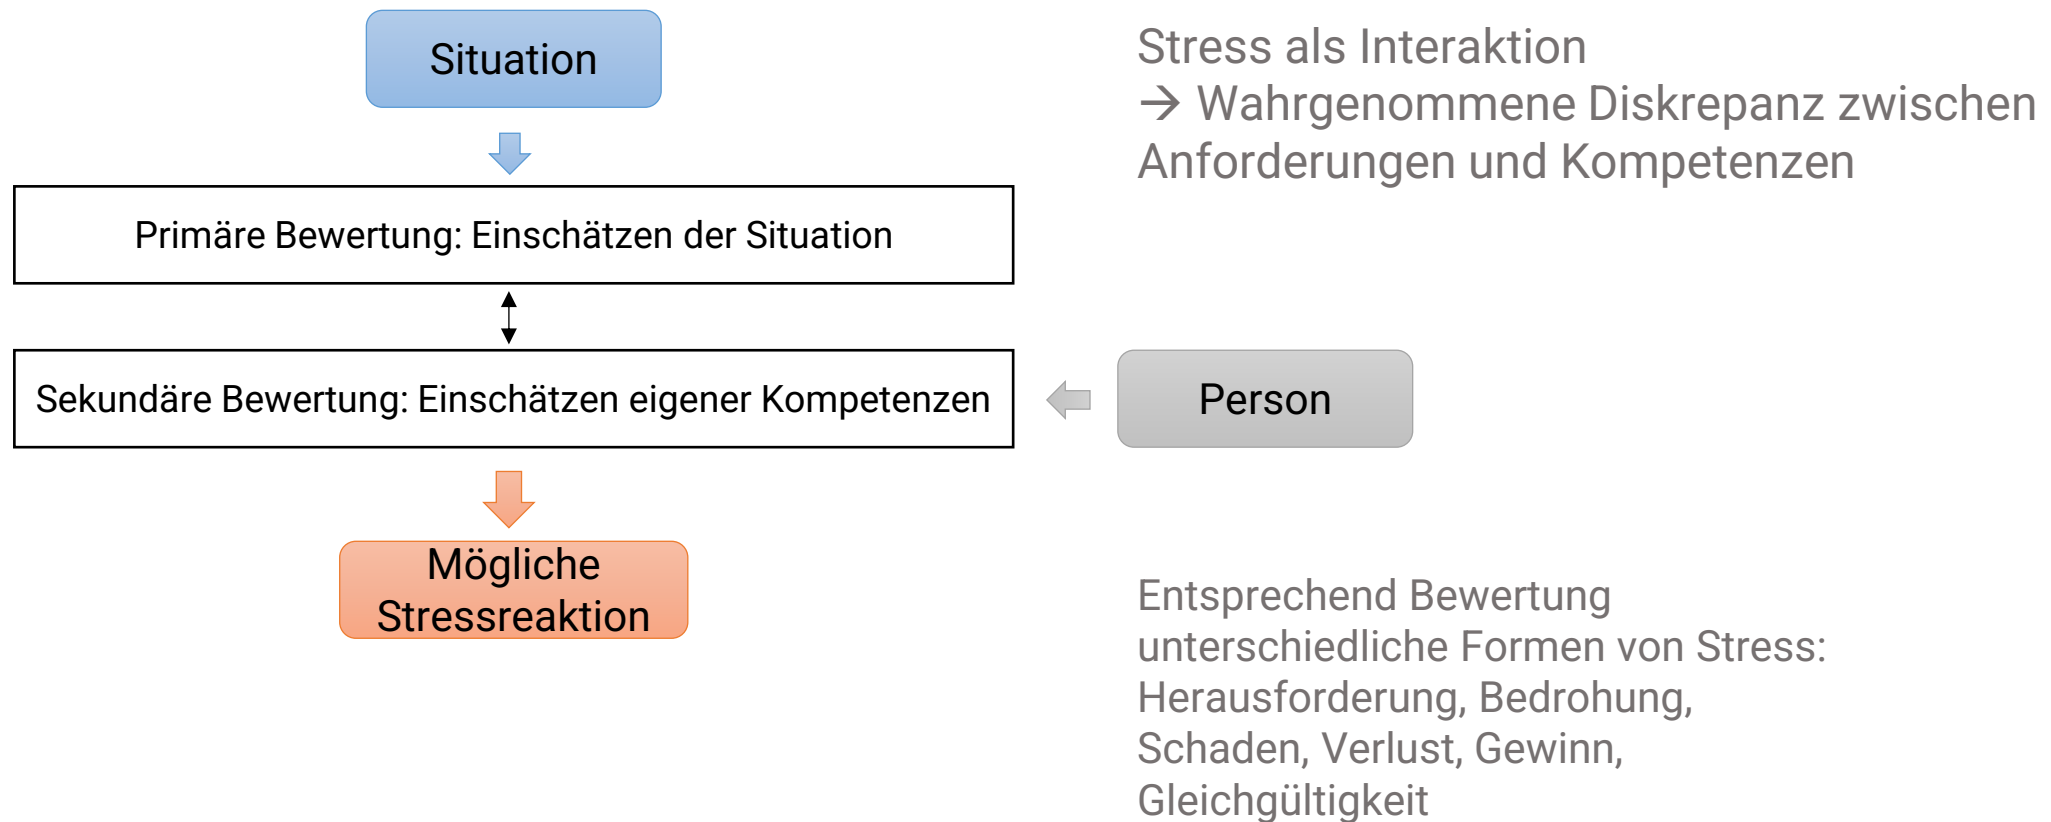 Situation
Stress als Interaktion
→ Wahrgenommene Diskrepanz zwischen
Anforderungen und Kompetenzen
Primäre Bewertung: Einschätzen der Situation
Sekundäre Bewertung: Einschätzen eigener Kompetenzen
Person
Mögliche
Stressreaktion
Entsprechend Bewertung
unterschiedliche Formen von Stress:
Herausforderung, Bedrohung,
Schaden, Verlust, Gewinn,
Gleichgültigkeit